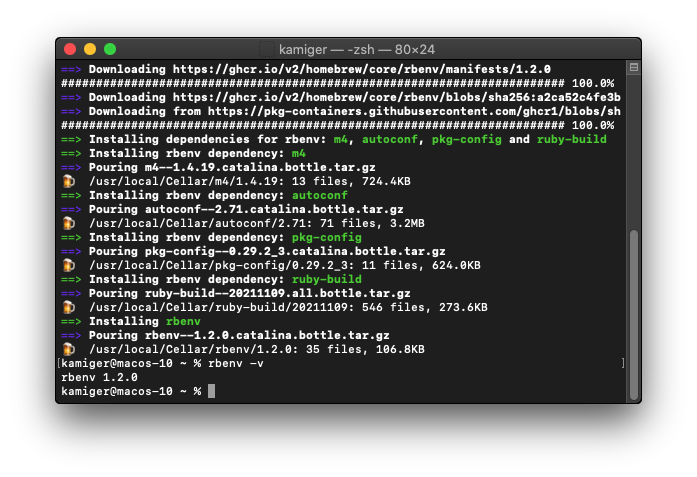 kamiger — -zsh — 80×24
==> Downloading https://ghcr.io/v2/homebrew/core/rbenv/manifests/1.2.0
######################################################################## 100.0%
==> Downloading https://ghcr.io/v2/homebrew/core/rbenv/blobs/sha256:a2ca52c4fe3b
==> Downloading from https://pkg-containers.githubusercontent.com/ghcr1/blobs/sh
######################################################################## 100.0%
==> Installing dependencies for rbenv: m4, autoconf, pkg-config and ruby-build
==> Installing rbenv dependency: m4
==> Pouring m4--1.4.19.catalina.bottle.tar.gz
🍺  /usr/local/Cellar/m4/1.4.19: 13 files, 724.4KB
==> Installing rbenv dependency: autoconf
==> Pouring autoconf--2.71.catalina.bottle.tar.gz
🍺  /usr/local/Cellar/autoconf/2.71: 71 files, 3.2MB
==> Installing rbenv dependency: pkg-config
==> Pouring pkg-config--0.29.2_3.catalina.bottle.tar.gz
🍺  /usr/local/Cellar/pkg-config/0.29.2_3: 11 files, 624.0KB
==> Installing rbenv dependency: ruby-build
==> Pouring ruby-build--20211109.all.bottle.tar.gz
🍺  /usr/local/Cellar/ruby-build/20211109: 546 files, 273.6KB
==> Installing rbenv
==> Pouring rbenv--1.2.0.catalina.bottle.tar.gz
🍺  /usr/local/Cellar/rbenv/1.2.0: 35 files, 106.8KB
[kamiger@macos-10 ~ % rbenv -v ]
rbenv 1.2.0
kamiger@macos-10 ~ %